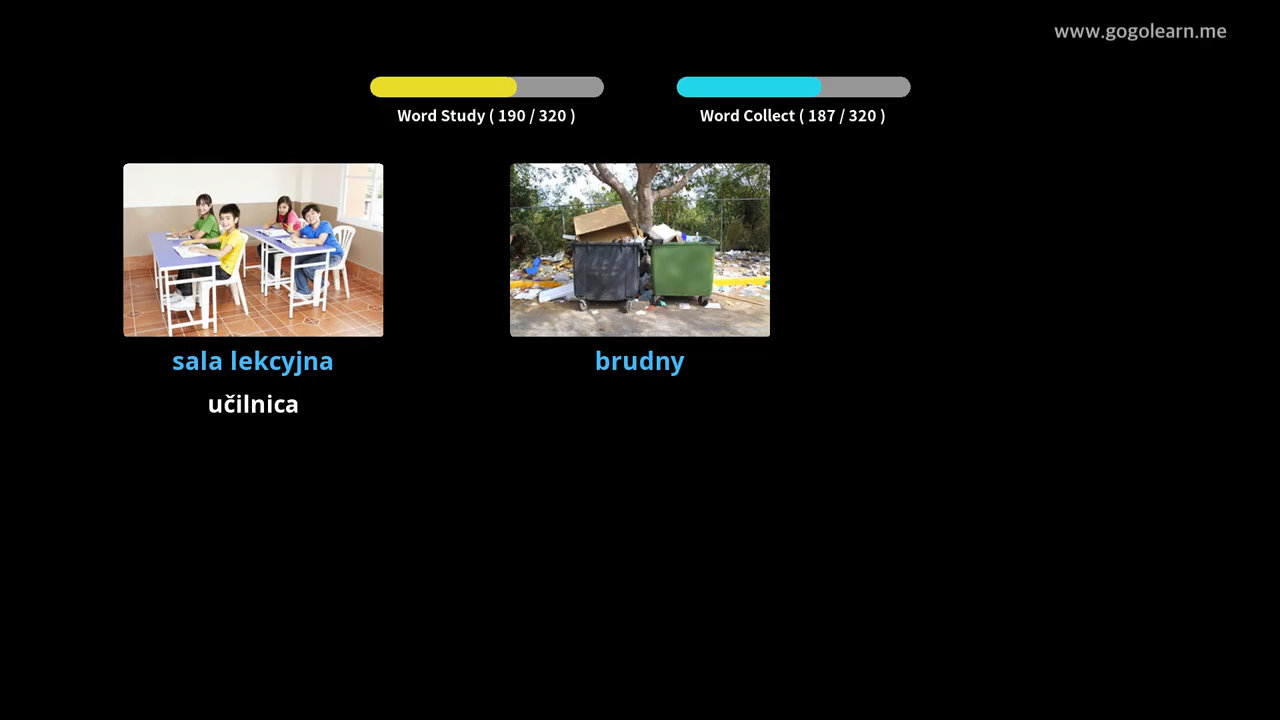 www.gogolearn.me
Word Study ( 190 / 320 )
Word Collect ( 187 / 320 )
sala lekcyjna
brudny
učilnica